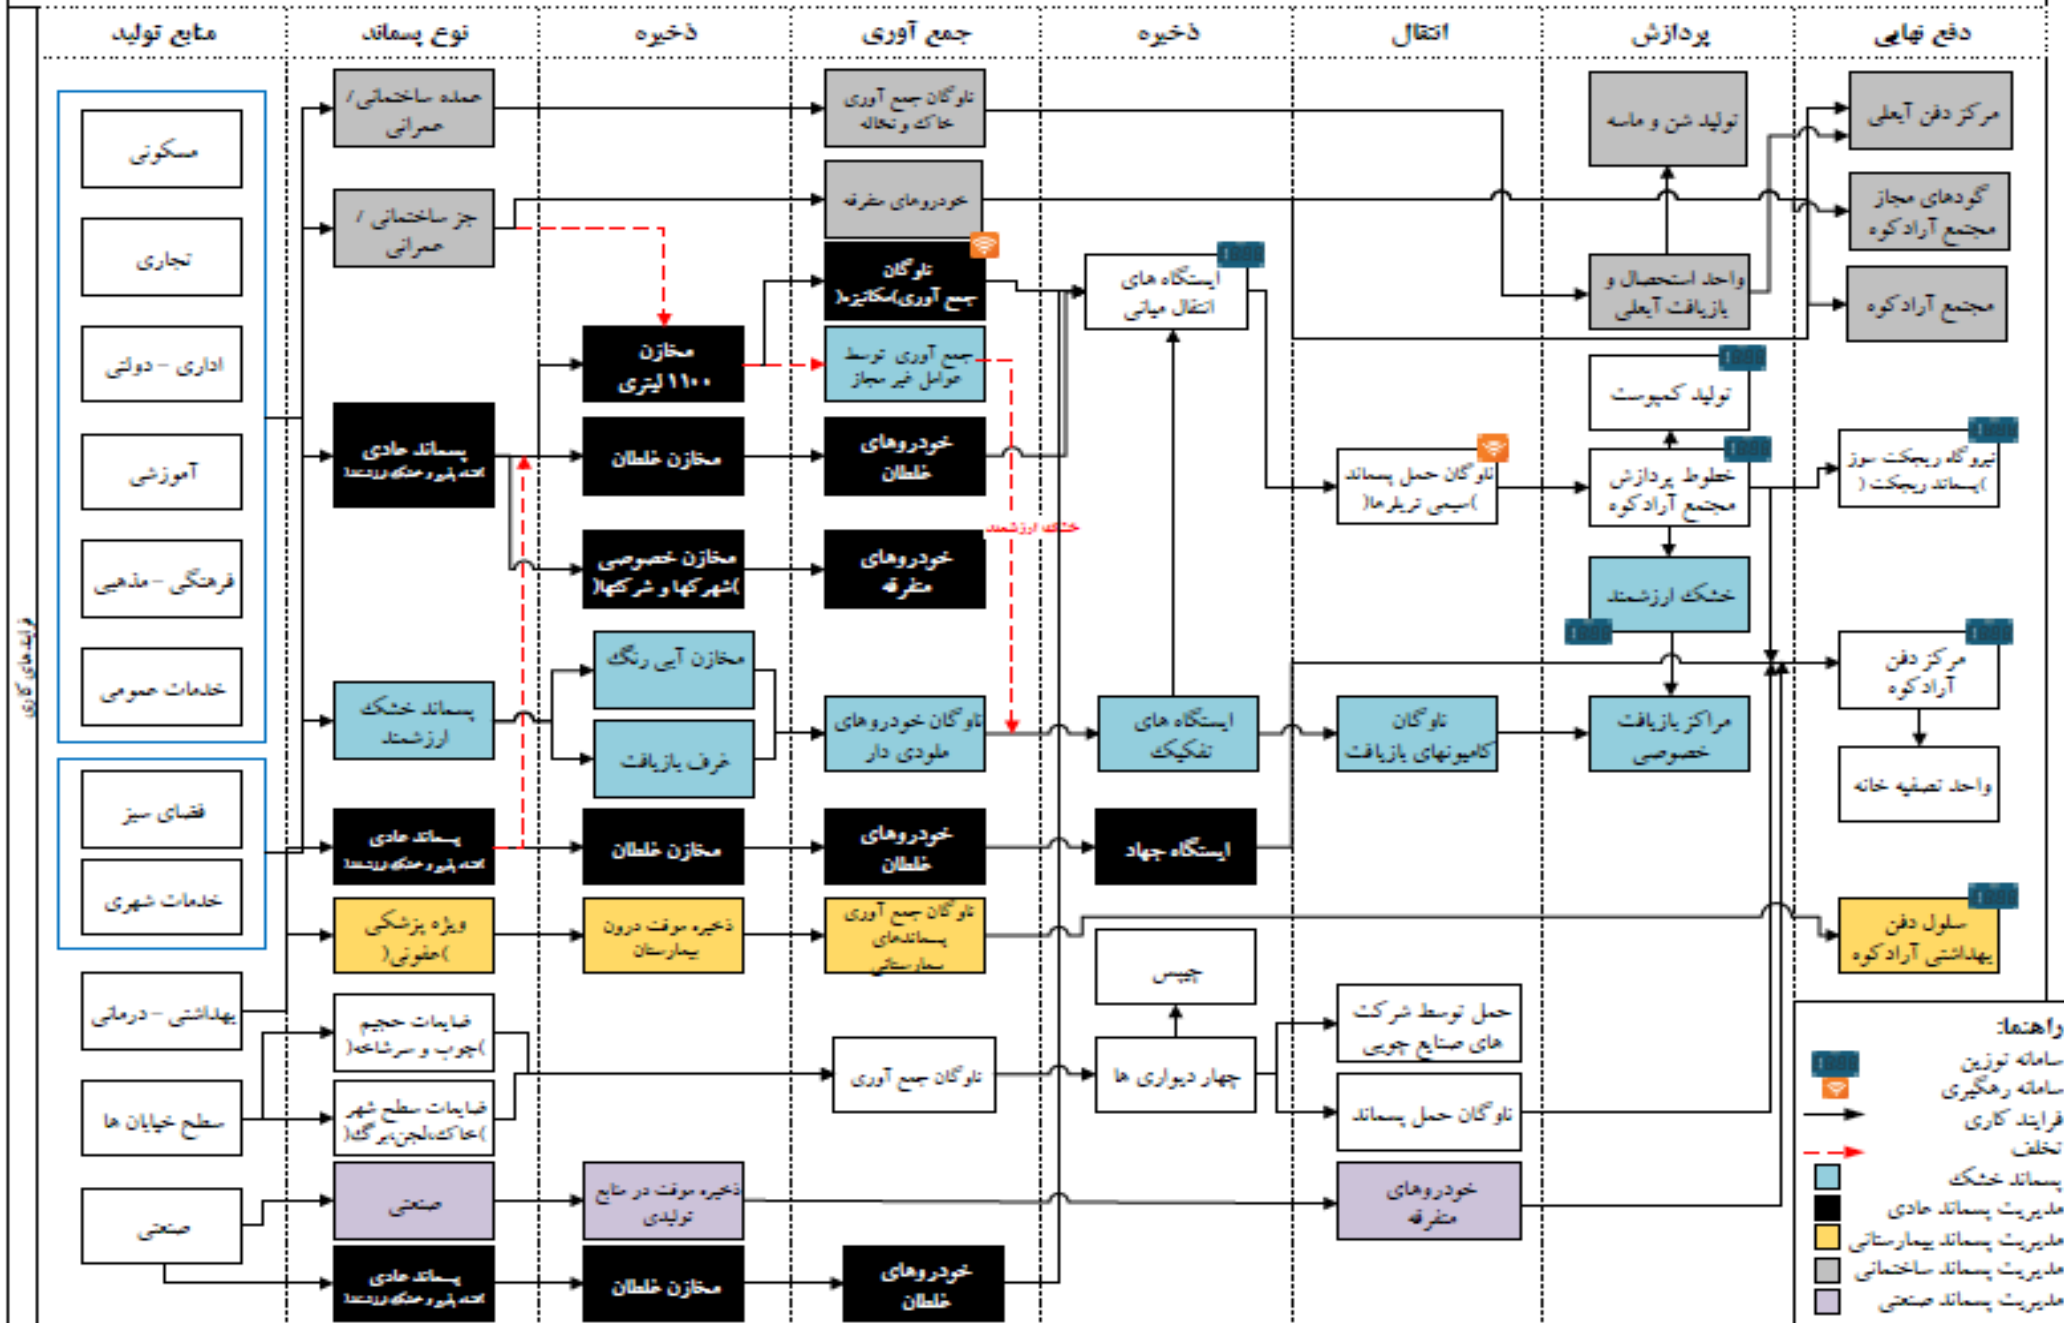 منابع تولید
نوع پسماند
ذخیره
جمع آوری
ذخیره
انتقال
پردازش
دفع نهایی
فرایندهای کاری
مسکونی
تجاری
اداری – دولتی
آموزشی
فرهنگی – مذهبی
خدمات عمومی
فضای سبز
خدمات شهری
بهداشتی – درمانی
سطح خیابان ها
صنعتی
عمده ساختمانی /
عمرانی
جز ساختمانی /
عمرانی
پسماند عادی
پسماند خشک
ارزشمند
پسماند عادی
ویژه پزشکی
)عفونی(
ضایعات حجیم
)چوب و سرشاخه(
ضایعات سطح شهر
)خاک،لجن،برگ(
صنعتی
پسماند عادی
مخازن
۱۱۰۰ لیتری
مخازن غلطان
مخازن خصوصی
)شهرکها و شرکتها(
مخازن آبی رنگ
غرف بازیافت
مخازن غلطان
ذخیره موقت درون
بیمارستان
ذخیره موقت در منابع
تولیدی
مخازن غلطان
ناوگان جمع آوری
خاک و نخاله
خودروهای متفرقه
ناوگان
جمع آوری)مکانیزه(
جمع آوری توسط
عوامل غیر مجاز
خودروهای
غلطان
خودروهای
متفرقه
خشک ارزشمند
ناوگان خودروهای
ملودی دار
خودروهای
غلطان
ناوگان جمع آوری
پسماندهای
بیمارستانی
ناوگان جمع آوری
خودروهای
غلطان
ایستگاه های
انتقال میانی
ایستگاه های
تفکیک
ایستگاه جهاد
چیپس
چهار دیواری ها
ناوگان حمل پسماند
)سیمی تریلرها(
ناوگان
کامیونهای بازیافت
حمل توسط شرکت
های صنایع چوبی
ناوگان حمل پسماند
خودروهای
متفرقه
تولید شن و ماسه
واحد استحصال و
بازیافت آبعلی
تولید کمپوست
خطوط پردازش
مجتمع آرادکوه
خشک ارزشمند
مراکز بازیافت
خصوصی
مرکز دفن آبعلی
گودهای مجاز
مجتمع آرادکوه
مجتمع آرادکوه
نیروگاه ریجکت سوز
)پسماند ریجکت(
مرکز دفن
آرادکوه
واحد تصفیه خانه
سلول دفن
بهداشتی آرادکوه
راهنما:
سامانه توزین
سامانه رهگیری
فرایند کاری
تخلف
پسماند خشک
مدیریت پسماند عادی
مدیریت پسماند بیمارستانی
مدیریت پسماند ساختمانی
مدیریت پسماند صنعتی